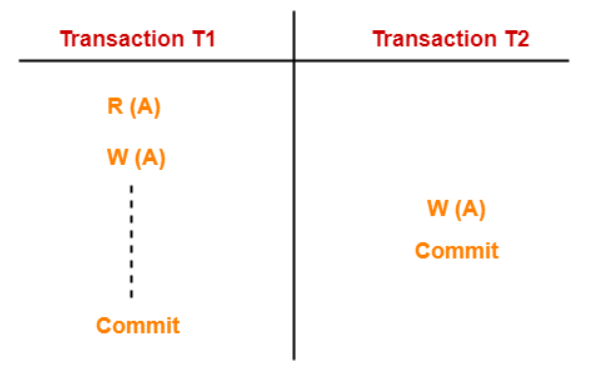 Transaction T1 Transaction T2
R (A)
W (A)
W (A)
Commit
Commit